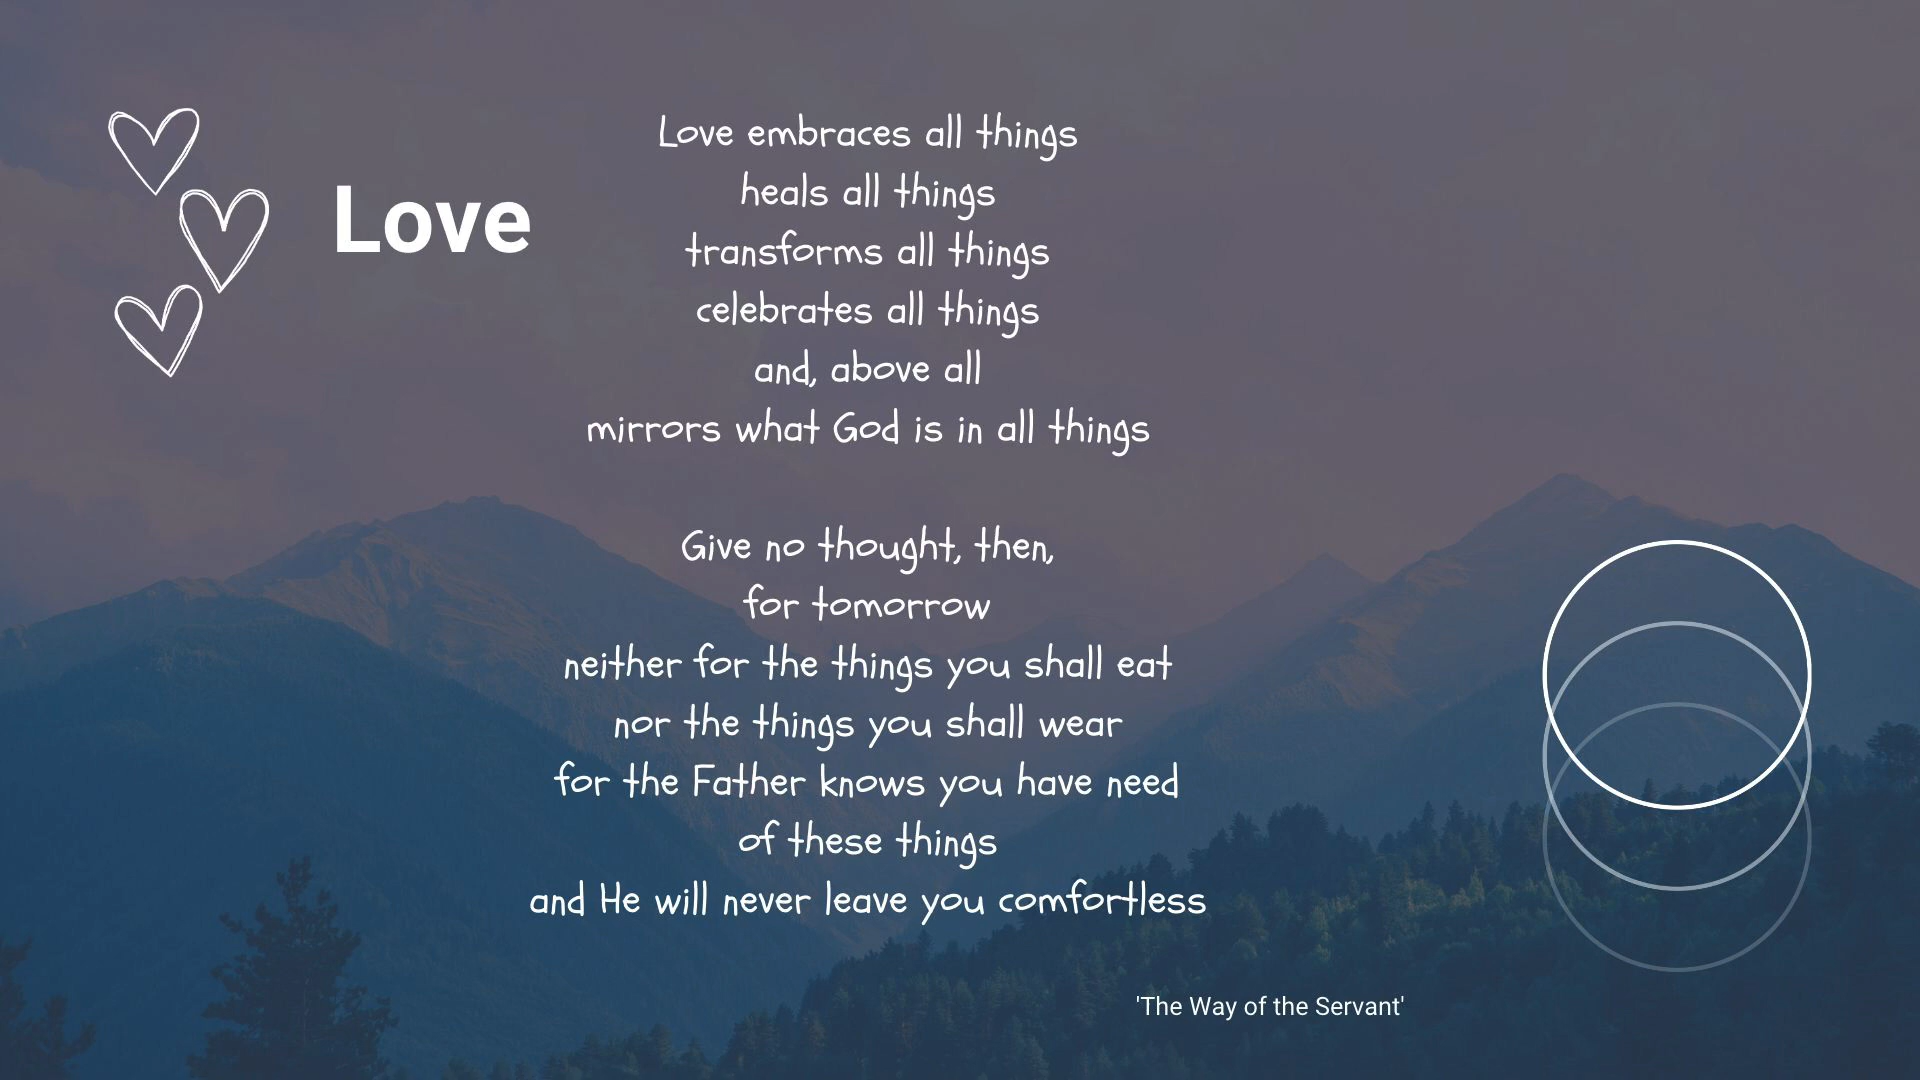 Love
Love embraces all things
heals all things
transforms all things
celebrates all things
and, above all
mirrors what God is in all things
Give no thought, then,
for tomorrow
neither for the things you shall eat
nor the things you shall wear
for the Father knows you have need
of these things
and He will never leave you comfortless
'The Way of the Servant'